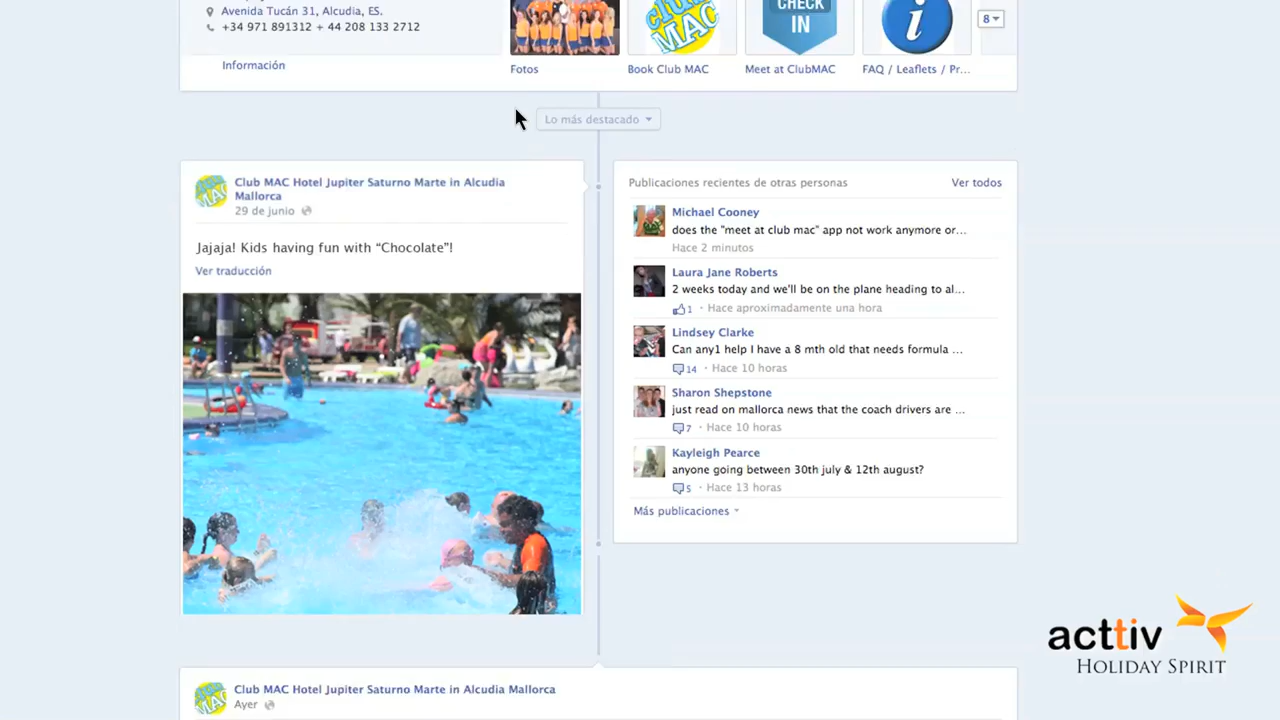 Avenida Tucán 31, Alcudia, ES.
+34 971 891312 + 44 208 133 2712
Información
Fotos
club MAC
Book Club MAC
CHECK IN
Meet at ClubMAC
i
FAQ / Leaflets / Pr...
8
Lo más destacado
Club MAC Hotel Jupiter Saturno Marte in Alcudia
Mallorca
29 de junio
Jajaja! Kids having fun with “Chocolate”!
Ver traducción
Publicaciones recientes de otras personas
Ver todos
Michael Cooney
does the "meet at club mac" app not work anymore or...
Hace 2 minutos
Laura Jane Roberts
2 weeks today and we'll be on the plane heading to al...
1 · Hace aproximadamente una hora
Lindsey Clarke
Can any1 help I have a 8 mth old that needs formula ...
14 · Hace 10 horas
Sharon Shepstone
just read on mallorca news that the coach drivers are ...
7 · Hace 10 horas
Kayleigh Pearce
anyone going between 30th july & 12th august?
5 · Hace 13 horas
Más publicaciones
acttiv
HOLIDAY SPIRIT
Club MAC Hotel Jupiter Saturno Marte in Alcudia Mallorca
Ayer